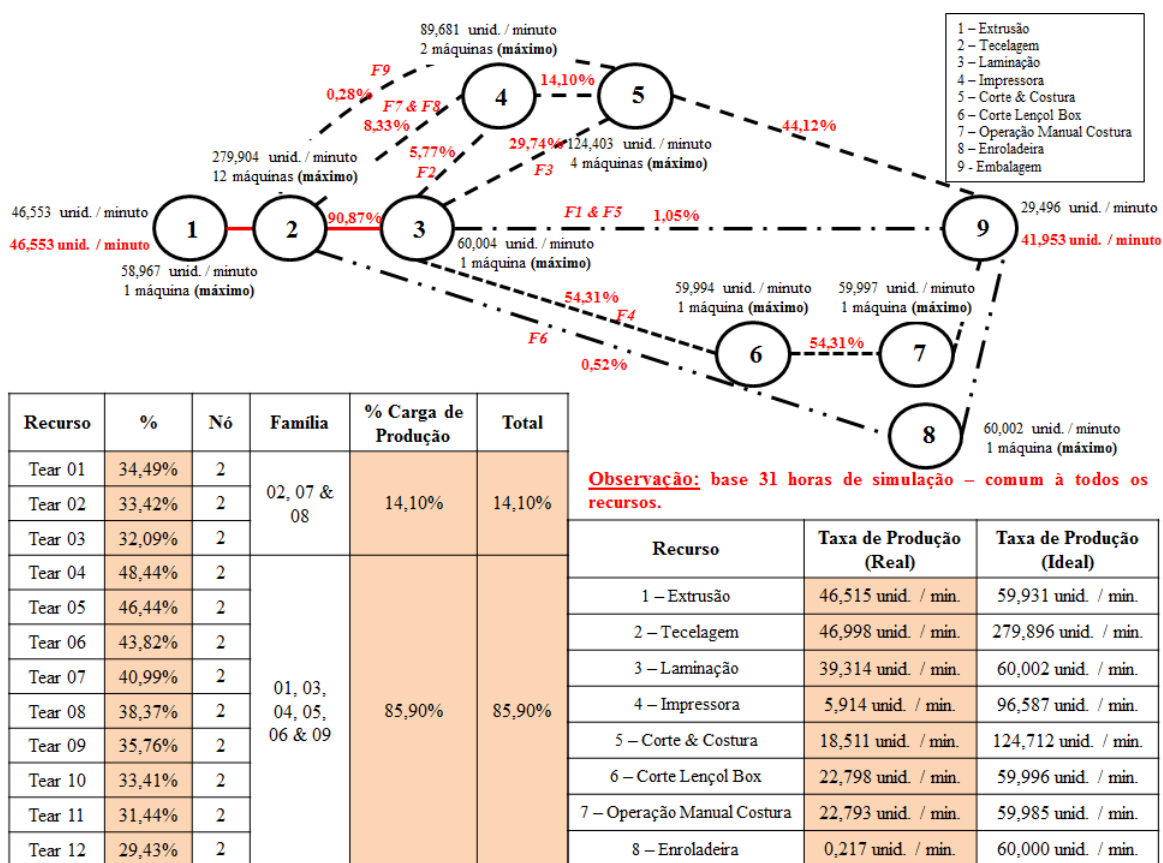 89,681 unid. / minuto
2 máquinas (máximo)
1 – Extrusão
2 – Tecelagem
3 – Laminação
4 – Impressora
5 – Corte & Costura
6 – Corte Lençol Box
7 – Operação Manual Costura
8 – Enroladeira
9 - Embalagem
F9
0,28%
F7 & F8
8,33%
4
14,10%
5
44,12%
279,904 unid. / minuto
12 máquinas (máximo)
5,77%
F2
29,74%
F3
124,403 unid. / minuto
4 máquinas (máximo)
46,553 unid. / minuto
46,553 unid. / minuto
1
2
90,87%
3
F1 & F5
1,05%
9
29,496 unid. / minuto
41,953 unid. / minuto
58,967 unid. / minuto
1 máquina (máximo)
60,004 unid. / minuto
1 máquina (máximo)
54,31%
F4
F6
0,52%
59,994 unid. / minuto
1 máquina (máximo)
59,997 unid. / minuto
1 máquina (máximo)
6
54,31%
7
8
60,002 unid. / minuto
1 máquina (máximo)
Recurso % Nó Família % Carga de Produção Total
Tear 01 34,49% 2
Tear 02 33,42% 2 02, 07 & 08 14,10% 14,10%
Tear 03 32,09% 2
Tear 04 48,44% 2
Tear 05 46,44% 2
Tear 06 43,82% 2
Tear 07 40,99% 2
Tear 08 38,37% 2 01, 03, 04, 05, 06 & 09 85,90% 85,90%
Tear 09 35,76% 2
Tear 10 33,41% 2
Tear 11 31,44% 2
Tear 12 29,43% 2
Observação: base 31 horas de simulação – comum à todos os
recursos.
Recurso Taxa de Produção (Real) Taxa de Produção (Ideal)
1 – Extrusão 46,515 unid. / min. 59,931 unid. / min.
2 – Tecelagem 46,998 unid. / min. 279,896 unid. / min.
3 – Laminação 39,314 unid. / min. 60,002 unid. / min.
4 – Impressora 5,914 unid. / min. 96,587 unid. / min.
5 – Corte & Costura 18,511 unid. / min. 124,712 unid. / min.
6 – Corte Lençol Box 22,798 unid. / min. 59,996 unid. / min.
7 – Operação Manual Costura 22,793 unid. / min. 59,985 unid. / min.
8 – Enroladeira 0,217 unid. / min. 60,000 unid. / min.